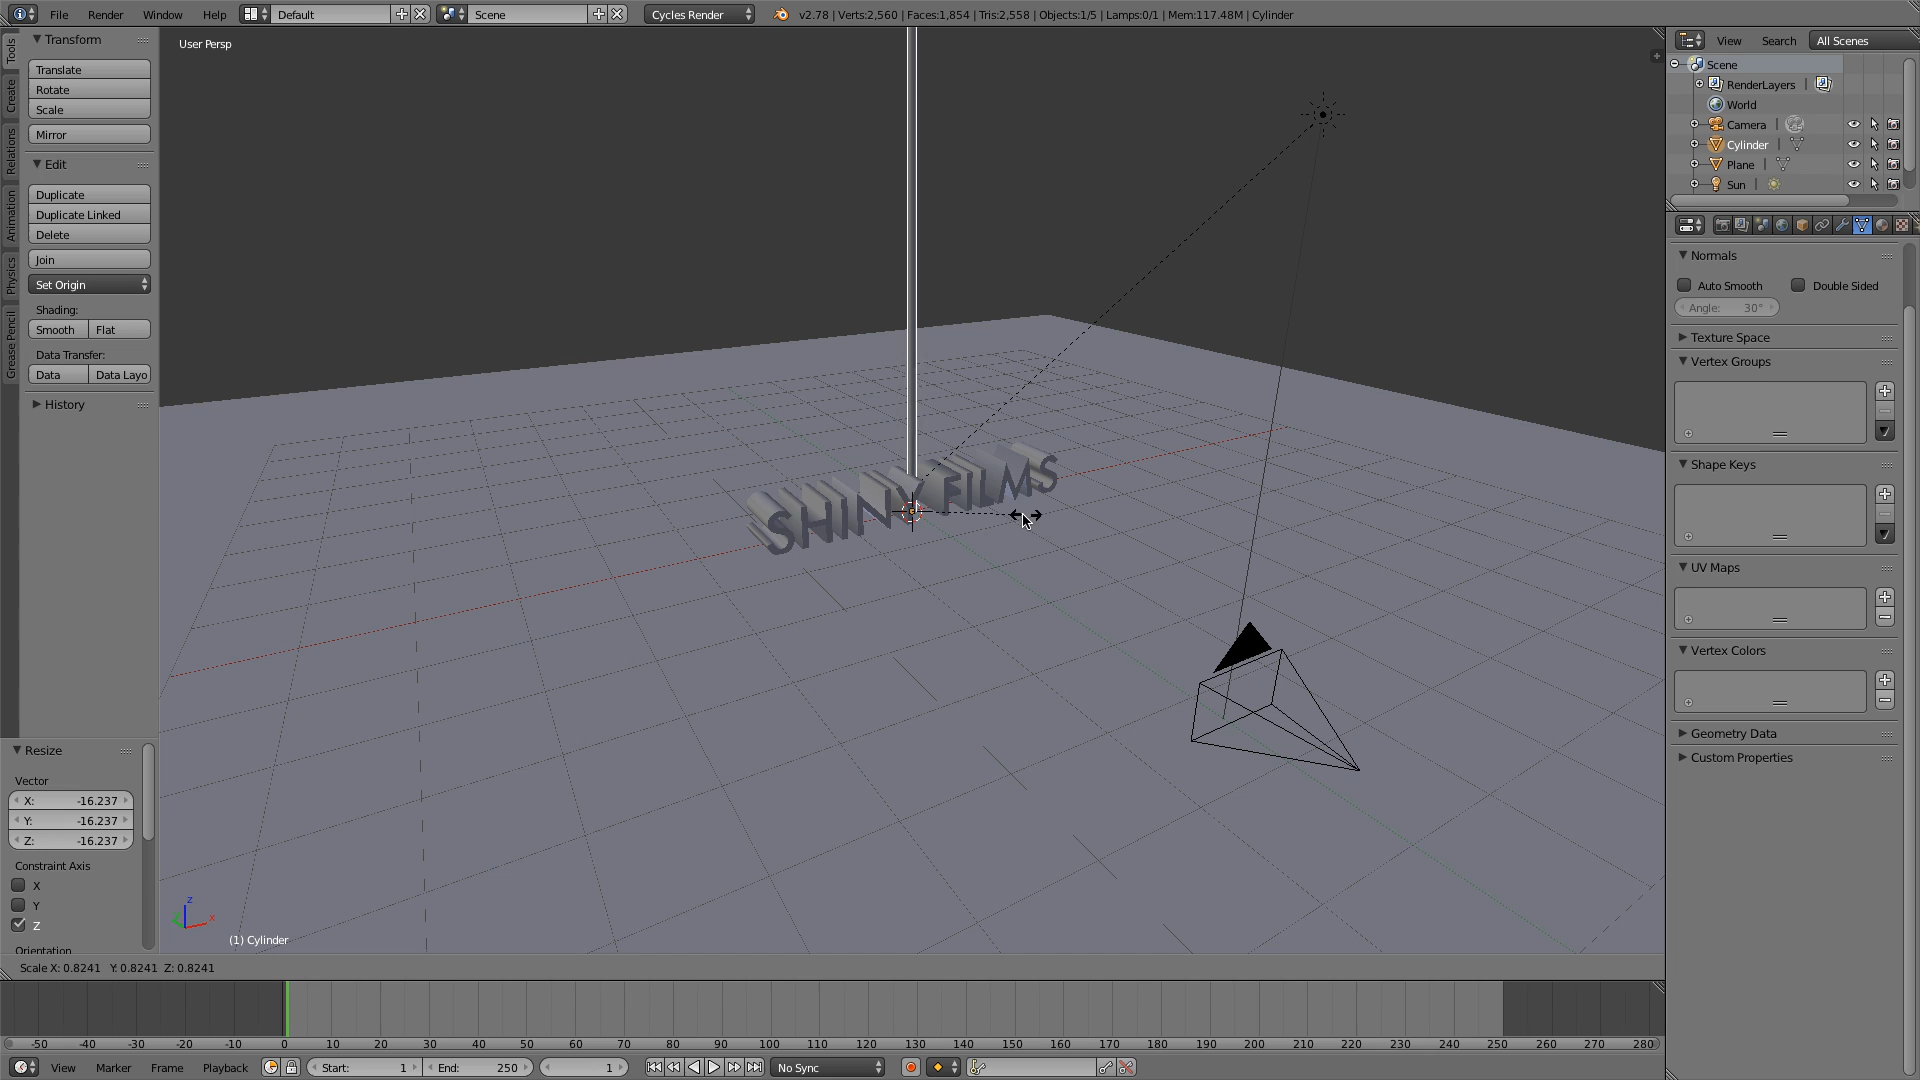 File Render Window Help Default Scene Cycles Render v2.78 | Verts:2,560 | Faces:1,854 | Tris:2,558 | Objects:1/5 | Lamps:0/1 | Mem:117.48M | Cylinder
Tools
Create
Relations
Animation
Physics
Grease Pencil
Transform
Translate
Rotate
Scale
Mirror
Edit
Duplicate
Duplicate Linked
Delete
Join
Set Origin
Shading:
Smooth Flat
Data Transfer:
Data Data Layo
History
Resize
Vector
X: -16.237
Y: -16.237
Z: -16.237
Constraint Axis
X
Y
Z
Orientation
User Persp
SHINY FILMS
z
x
(1) Cylinder
Scale X: 0.8241 Y: 0.8241 Z: 0.8241
View Search All Scenes
Scene
RenderLayers |
World
Camera |
Cylinder |
Plane |
Sun |
Normals
Auto Smooth Double Sided
Angle: 30°
Texture Space
Vertex Groups
Shape Keys
UV Maps
Vertex Colors
Geometry Data
Custom Properties
-50 -40 -30 -20 -10 0 10 20 30 40 50 60 70 80 90 100 110 120 130 140 150 160 170 180 190 200 210 220 230 240 250 260 270 280
View Marker Frame Playback Start: 1 End: 250 1 No Sync